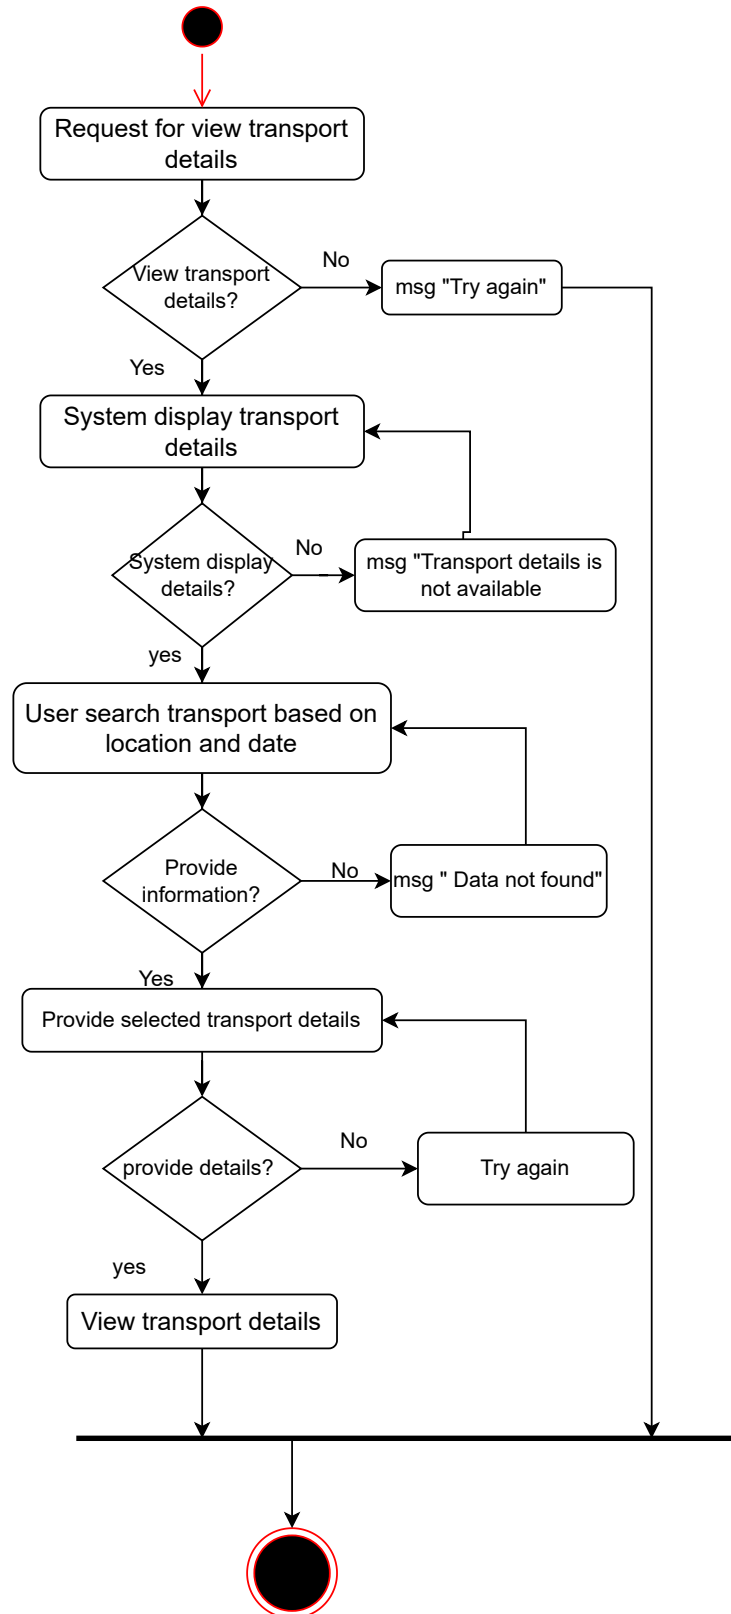 Request for view transport
details
View transport
details?
No
msg "Try again"
Yes
System display transport
details
System display
details?
No
msg "Transport details is
not available
yes
User search transport based on
location and date
Provide
information?
No
msg " Data not found"
Yes
Provide selected transport details
provide details?
No
Try again
yes
View transport details